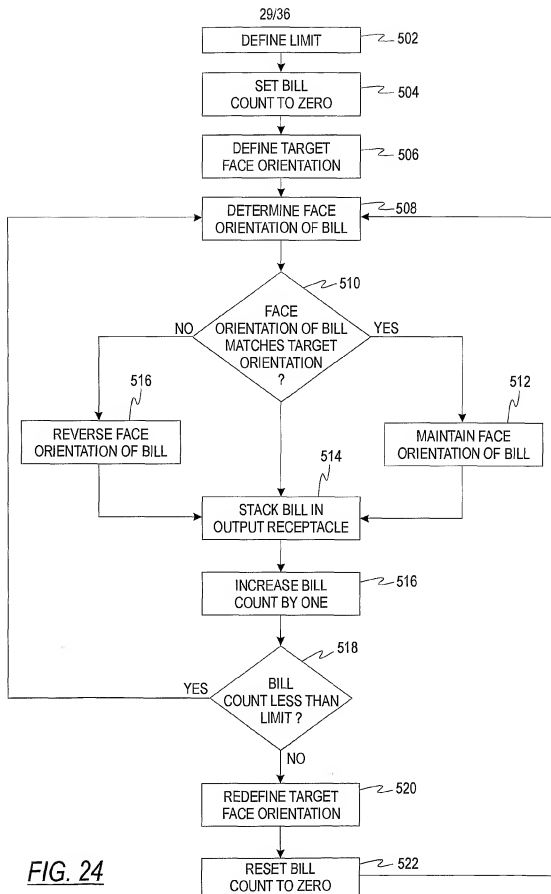 29/36
DEFINE LIMIT
502
SET BILL
COUNT TO ZERO
504
DEFINE TARGET
FACE ORIENTATION
506
DETERMINE FACE
ORIENTATION OF BILL
508
510
FACE
ORIENTATION OF BILL
MATCHES TARGET
ORIENTATION
?
NO
YES
516
REVERSE FACE
ORIENTATION OF BILL
512
MAINTAIN FACE
ORIENTATION OF BILL
514
STACK BILL IN
OUTPUT RECEPTACLE
INCREASE BILL
COUNT BY ONE
516
518
BILL
COUNT LESS THAN
LIMIT ?
YES
NO
REDEFINE TARGET
FACE ORIENTATION
520
RESET BILL
COUNT TO ZERO
522
FIG. 24